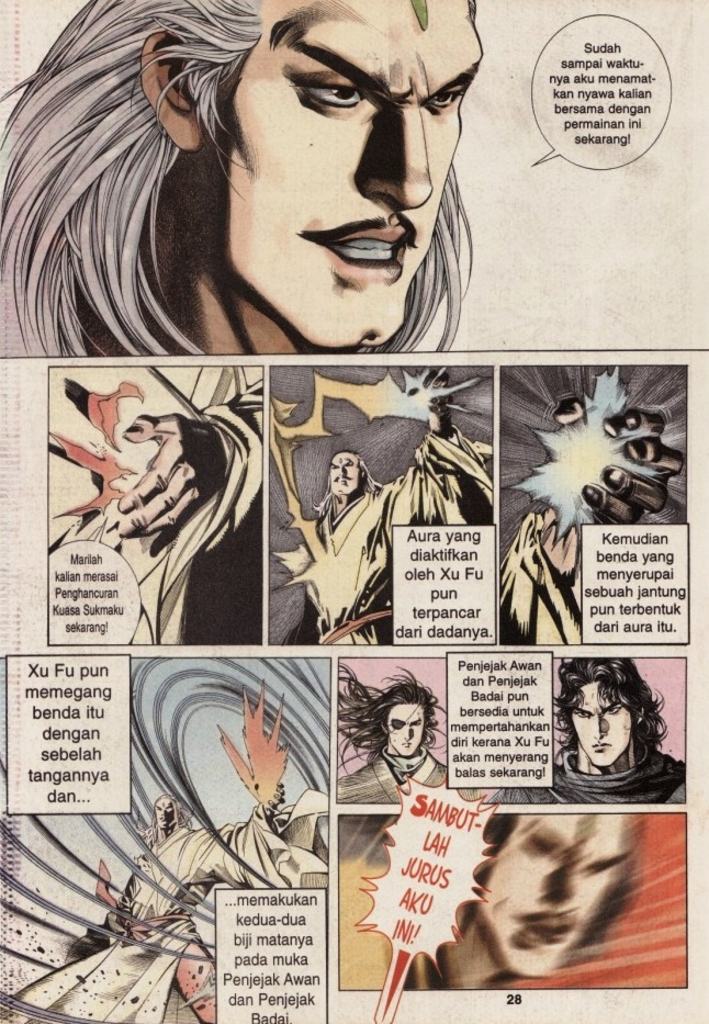 Sudah
sampai waktu-
nya aku menamat-
kan nyawa kalian
bersama dengan
permainan ini
sekarang!
Marilah
kalian merasai
Penghancuran
Kuasa Sukmaku
sekarang!
Aura yang
diaktifkan
oleh Xu Fu
pun
terpancar
dari dadanya.
Kemudian
benda yang
menyerupai
sebuah jantung
pun terbentuk
dari aura itu.
Xu Fu pun
memegang
benda itu
dengan
sebelah
tangannya
dan...
...memakukan
kedua-dua
biji matanya
pada muka
Penjejak Awan
dan Penjejak
Badai.
Penjejak Awan
dan Penjejak
Badai pun
bersedia untuk
mempertahankan
diri kerana Xu Fu
akan menyerang
balas sekarang!
SAMBUT-
LAH
JURUS
AKU
INI!
28